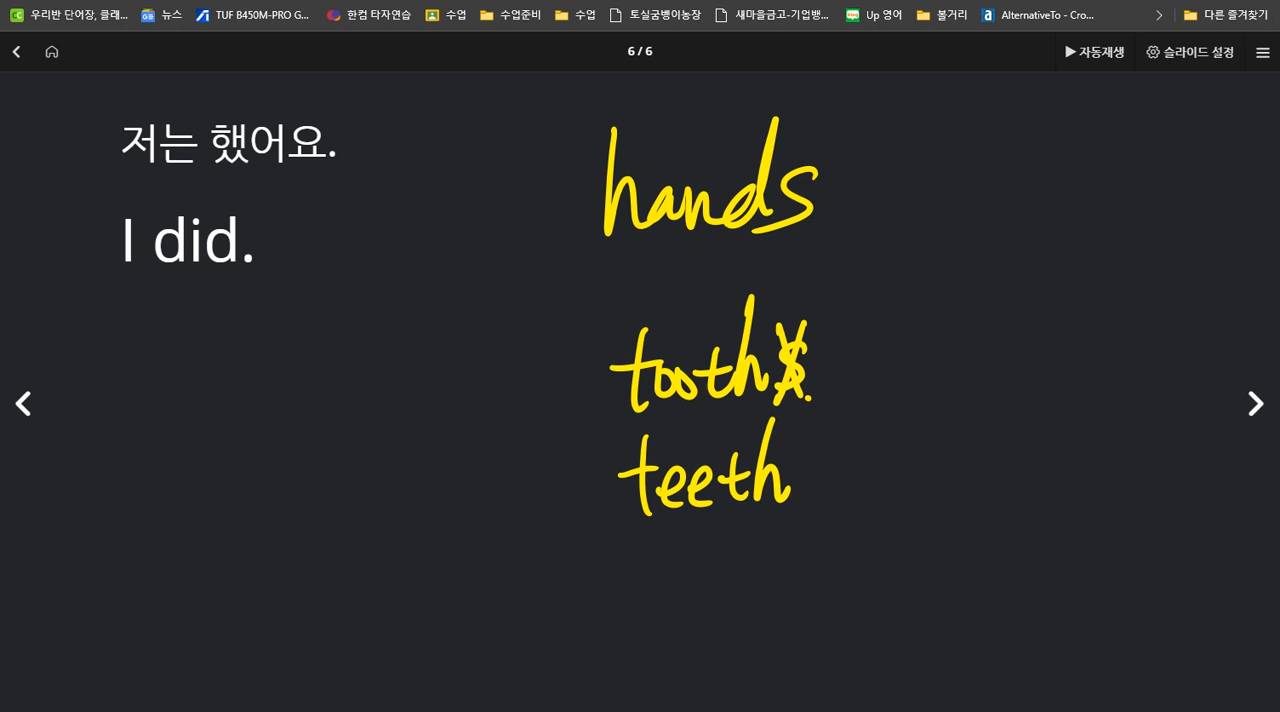 우리반 단어장, 클래...
뉴스
TUF B450M-PRO G...
한컴 타자연습
수업
수업준비
수업
토실굼벵이농장
새마을금고-기업뱅...
Up 영어
볼거리
AlternativeTo - Cro...
다른 즐겨찾기
6 / 6
자동재생
슬라이드 설정
저는 했어요.
I did.
hands
tooths.
teeth